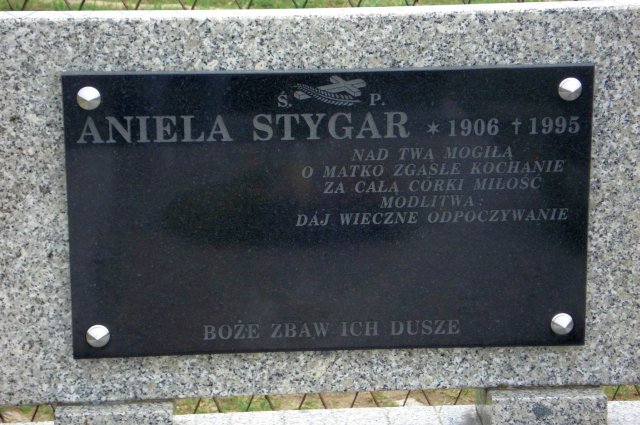 Ś. P.
ANIELA STYGAR * 1906 † 1995
NAD TWĄ MOGIŁĄ
O MATKO ZGASŁE KOCHANIE
ZA CAŁĄ CÓRKI MIŁOŚĆ
MODLITWA:
DAJ WIECZNE ODPOCZYWANIE
BOŻE ZBAW ICH DUSZE